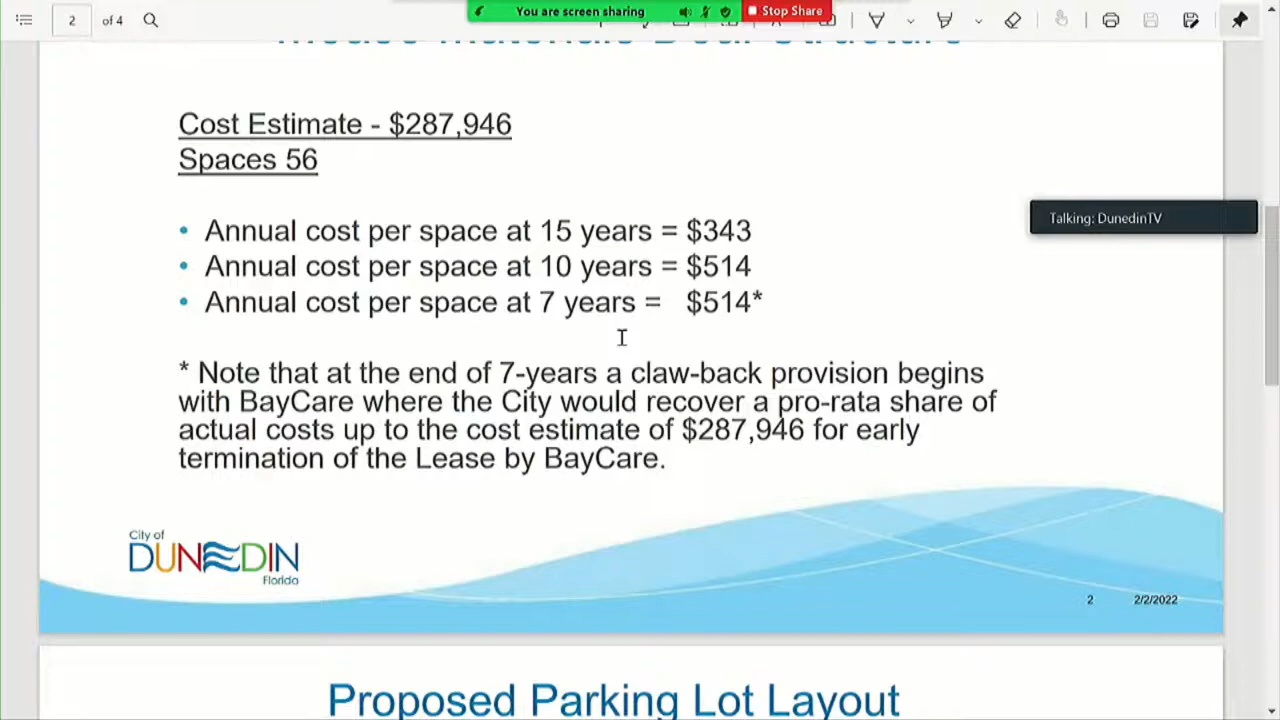 You are screen sharing
Stop Share
2 of 4
Cost Estimate - $287,946
Spaces 56
Talking: DunedinTV
• Annual cost per space at 15 years = $343
• Annual cost per space at 10 years = $514
• Annual cost per space at 7 years = $514*
* Note that at the end of 7-years a claw-back provision begins
with BayCare where the City would recover a pro-rata share of
actual costs up to the cost estimate of $287,946 for early
termination of the Lease by BayCare.
City of
DUNEDIN
Florida
2 2/2/2022
Proposed Parking Lot Layout